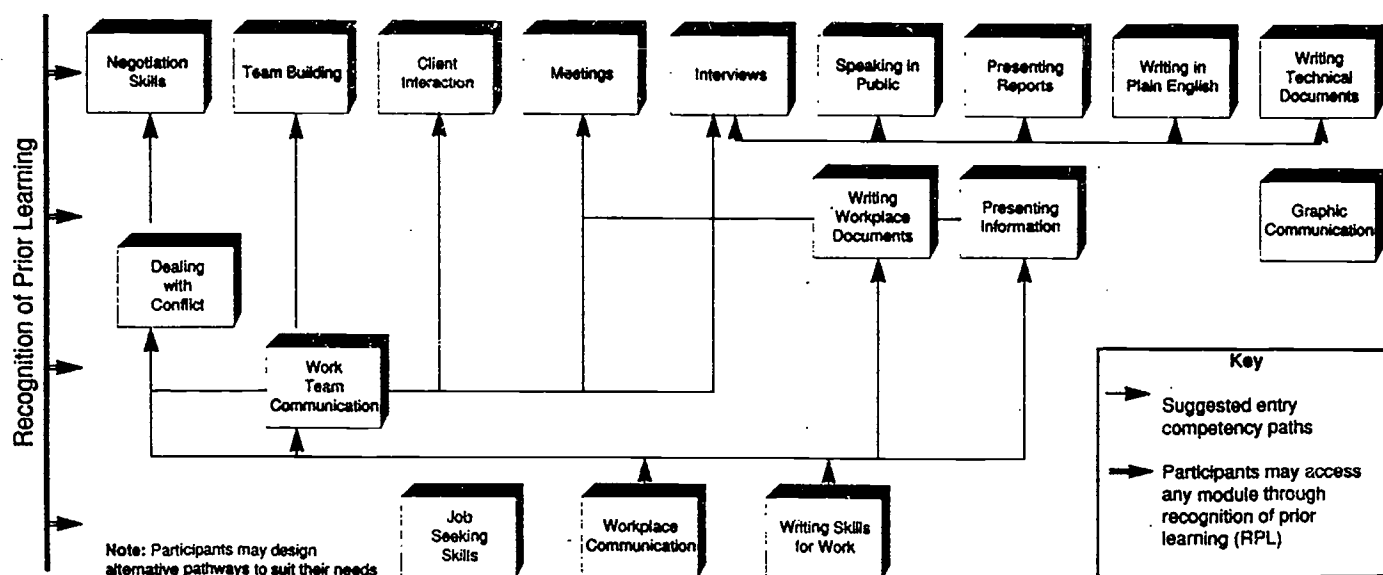 Recognition of Prior Learning
Negotiation
Skills
Team Building
Client
Interaction
Meetings
Interviews
Speaking in
Public
Presenting
Reports
Writing in
Plain English
Writing
Technical
Documents
Dealing
with
Conflict
Writing
Workplace
Documents
Presenting
Information
Graphic
Communication
Work
Team
Communication
Job
Seeking
Skills
Workplace
Communication
Writing Skills
for Work
Key
Suggested entry
competency paths
Participants may access
any module through
recognition of prior
learning (RPL)
Note: Participants may design
alternative pathways to suit their needs